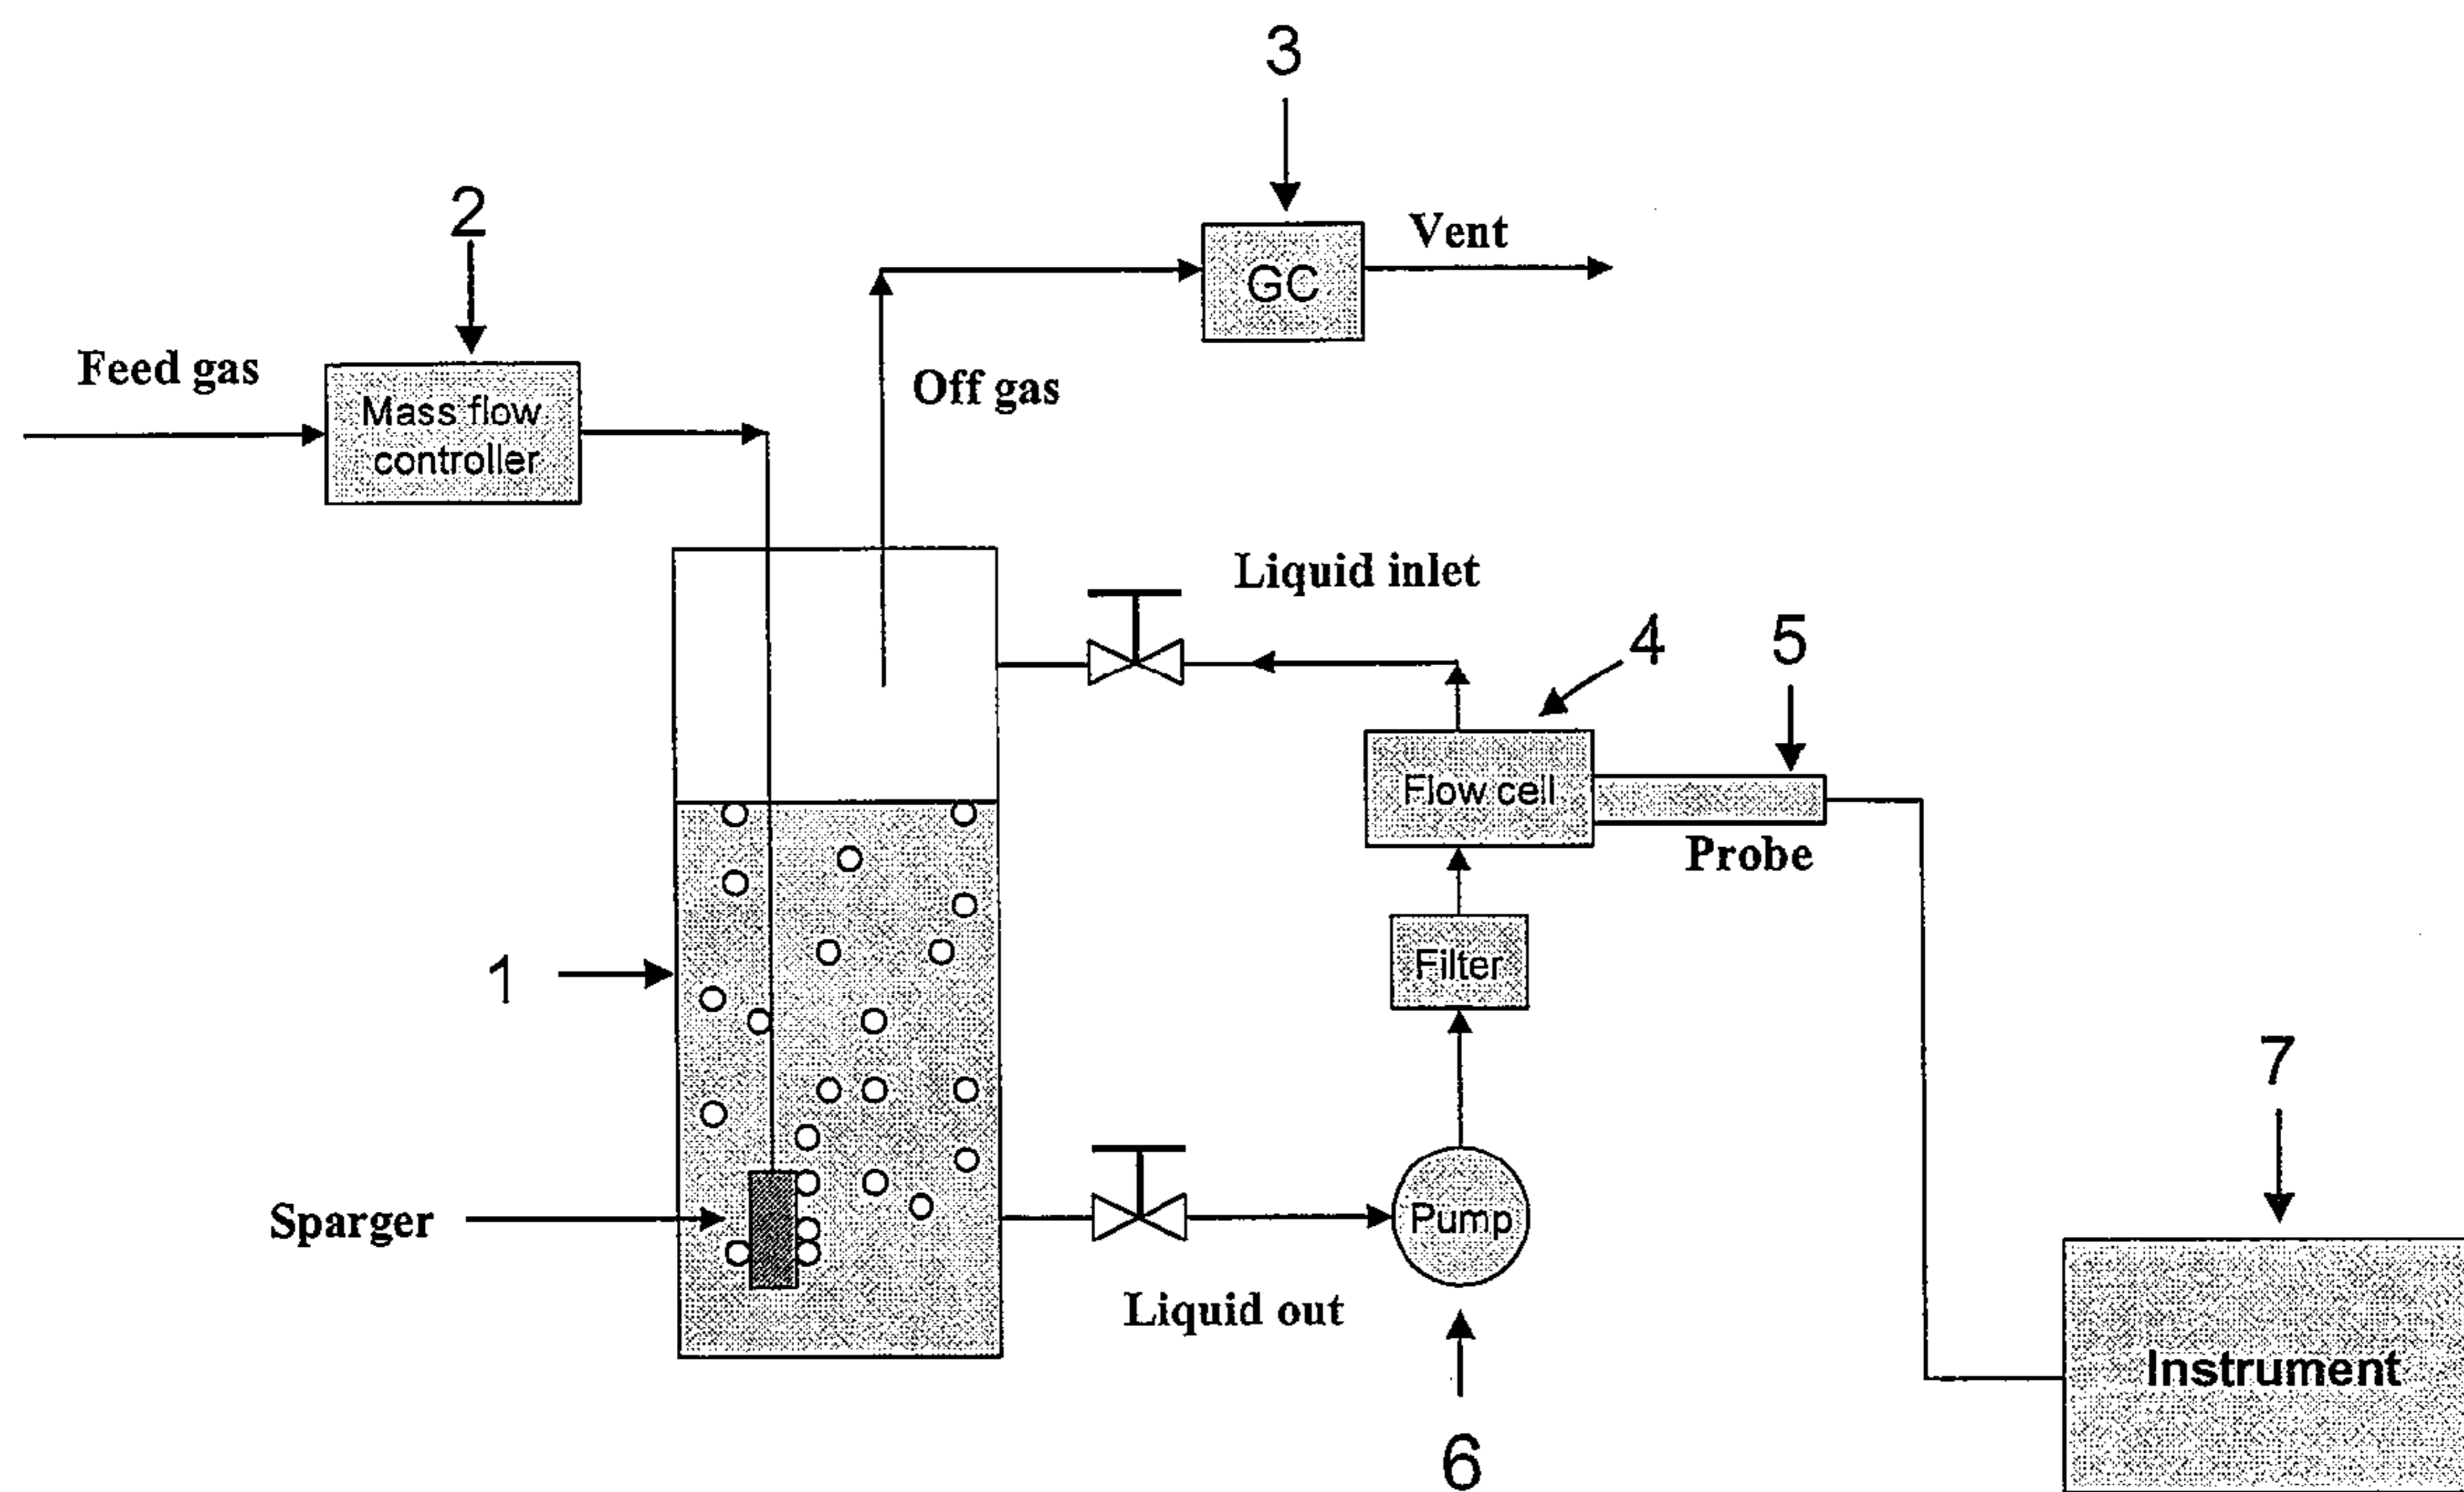 3
2
Vent
GC
Feed gas
Mass flow
controller
Off gas
Liquid inlet
4
5
Flow cell
Probe
Filter
1
7
Sparger
Pump
Liquid out
Instrument
6